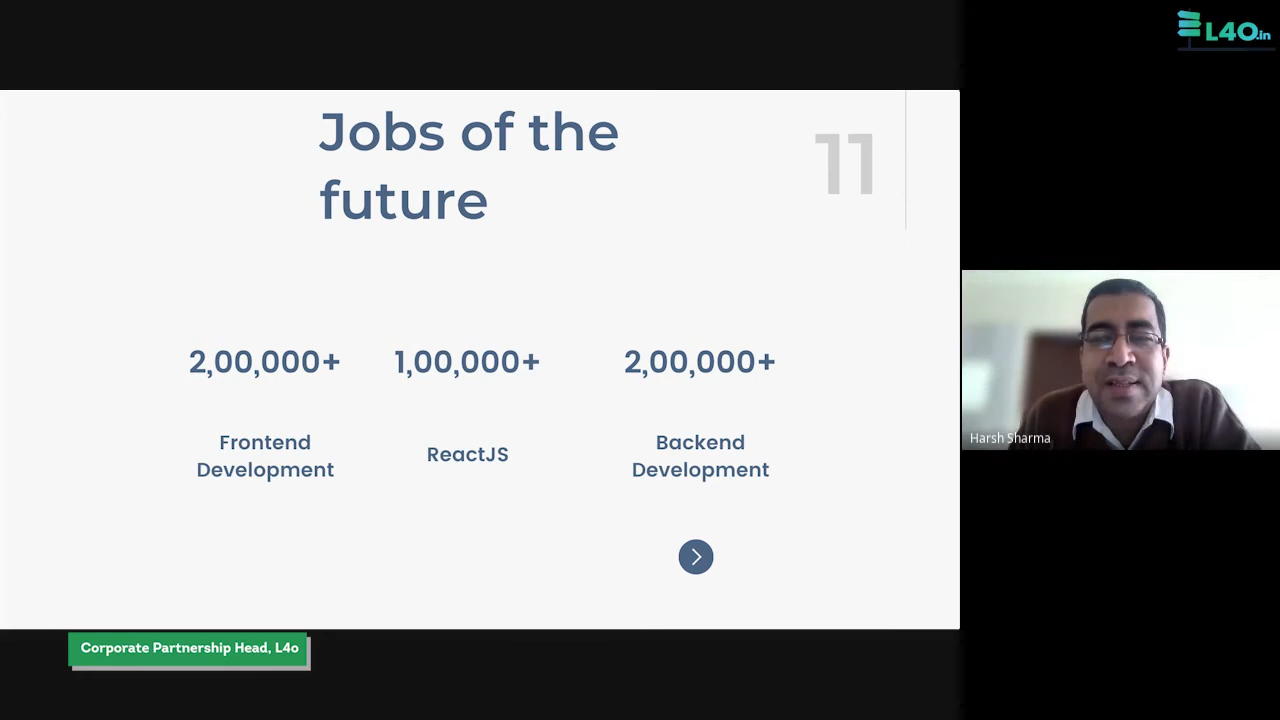 L4O.in
Jobs of the
future
11
2,00,000+
1,00,000+
2,00,000+
Frontend
Development
ReactJS
Backend
Development
Harsh Sharma
Corporate Partnership Head, L4o